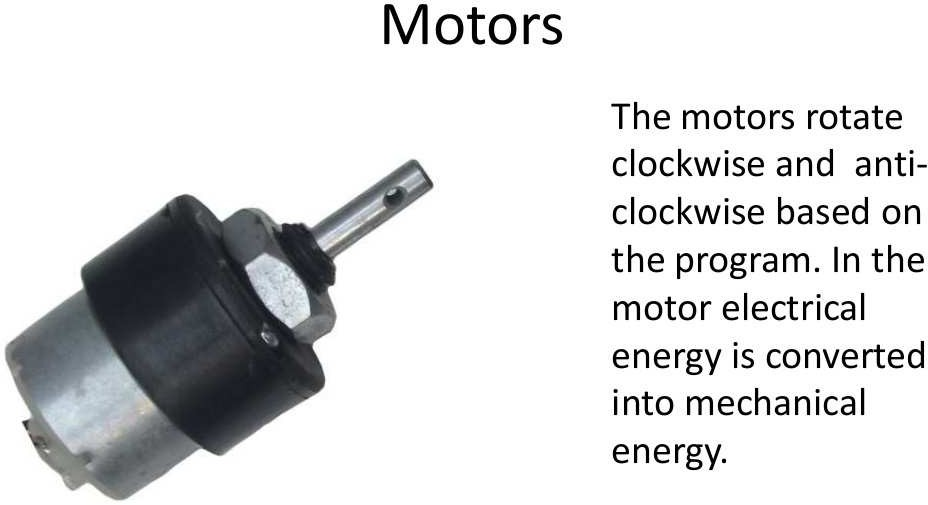 Motors
The motors rotate
clockwise and  anti-
clockwise based on
the program. In the
motor electrical
energy is converted
into mechanical
energy.